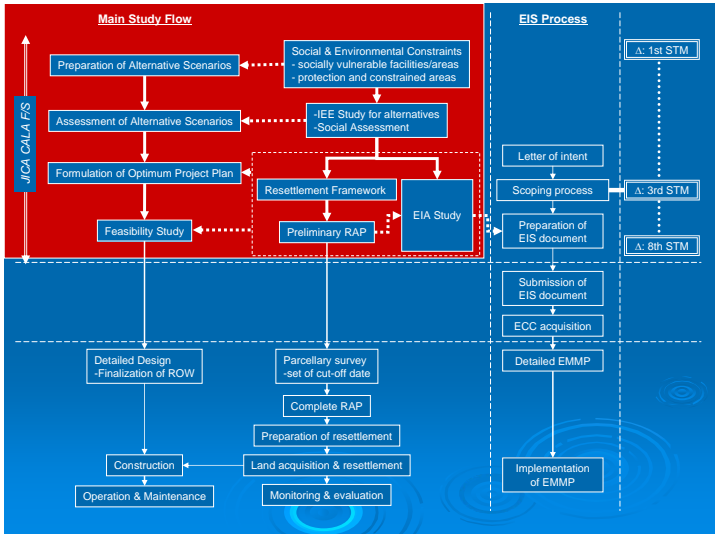 Main Study Flow
EIS Process
JICA CALA F/S
Preparation of Alternative Scenarios
Social & Environmental Constraints
- socially vulnerable facilities/areas
- protection and constrained areas
Δ: 1st STM
Assessment of Alternative Scenarios
-IEE Study for alternatives
-Social Assessment
Letter of intent
Formulation of Optimum Project Plan
Resettlement Framework
Scoping process
Δ: 3rd STM
EIA Study
Feasibility Study
Preliminary RAP
Preparation of
EIS document
Δ: 8th STM
Submission of
EIS document
ECC acquisition
Detailed Design
-Finalization of ROW
Parcellary survey
-set of cut-off date
Detailed EMMP
Complete RAP
Preparation of resettlement
Construction
Land acquisition & resettlement
Implementation
of EMMP
Operation & Maintenance
Monitoring & evaluation